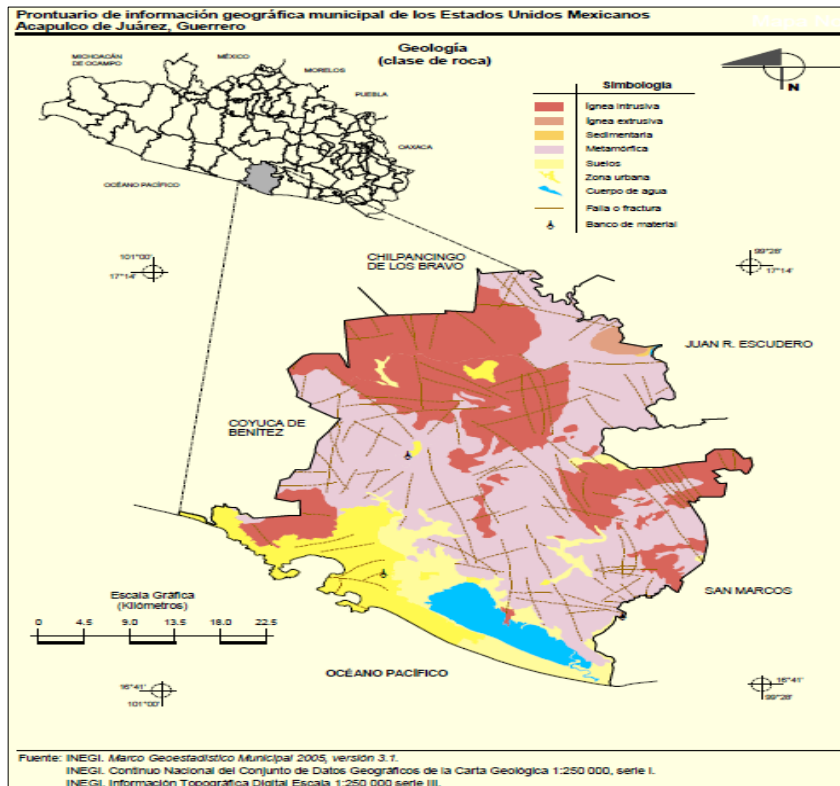 Prontuario de información geográfica municipal de los Estados Unidos Mexicanos
Acapulco de Juárez, Guerrero
Geología
(clase de roca)
MICHOACÁN
DE OCAMPO
MÉXICO
MORELOS
PUEBLA
OAXACA
OCÉANO PACÍFICO
N
Simbología
Ígnea intrusiva
Ígnea extrusiva
Sedimentaria
Metamórfica
Suelos
Zona urbana
Cuerpo de agua
Falla o fractura
Banco de material
101°00'
17°14'
99°28'
17°14'
CHILPANCINGO
DE LOS BRAVO
JUAN R. ESCUDERO
COYUCA DE
BENÍTEZ
SAN MARCOS
Escala Gráfica
(Kilómetros)
0 4.5 9.0 13.5 18.0 22.5
OCÉANO PACÍFICO
16°41'
101°00'
16°41'
99°28'
Fuente: INEGI. Marco Geoestadístico Municipal 2005, versión 3.1.
INEGI. Continuo Nacional del Conjunto de Datos Geográficos de la Carta Geológica 1:250 000, serie I.
INEGI. Información Topográfica Digital Escala 1:250 000 serie III.